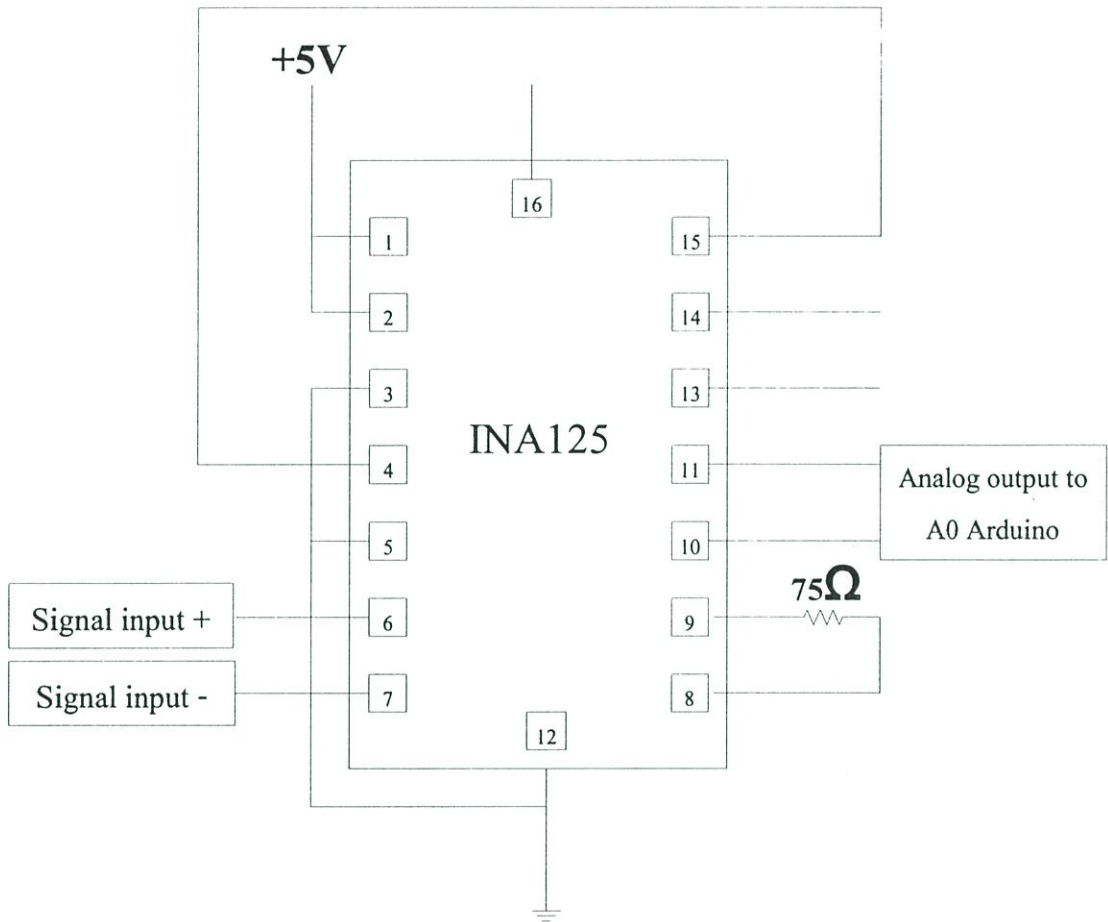 +5V
16
1
15
2
14
3
13
INA125
4
11
Analog output to
A0 Arduino
5
10
75Ω
Signal input +
6
9
Signal input -
7
8
12